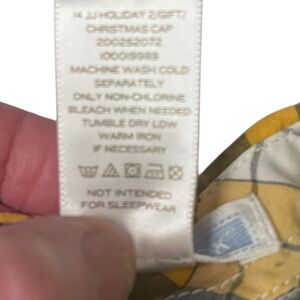 14 JJ HOLIDAY 2/GIFT/
CHRISTMAS CAP
200252072
100019969
MACHINE WASH COLD
SEPARATELY
ONLY NON-CHLORINE
BLEACH WHEN NEEDED
TUMBLE DRY LOW
WARM IRON
IF NECESSARY
NOT INTENDED
FOR SLEEPWEAR